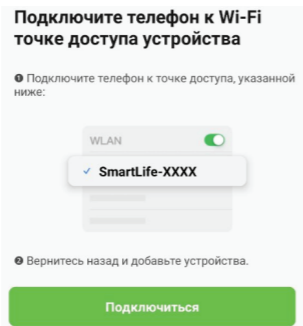 Подключите телефон к Wi-Fi
точке доступа устройства
❶ Подключите телефон к точке доступа, указанной
ниже:
WLAN
✓ SmartLife-XXXX
❷ Вернитесь назад и добавьте устройства.
Подключиться